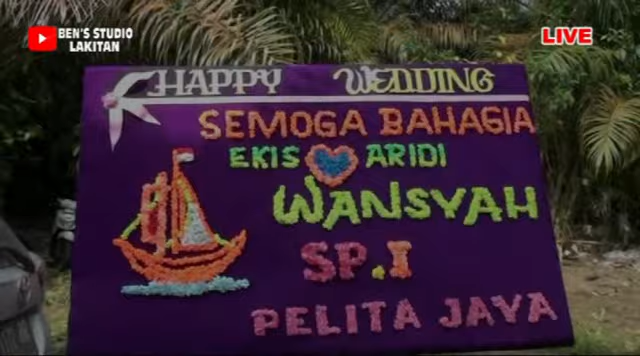 BEN'S STUDIO
LAKITAN
LIVE
HAPPY WEDDING
SEMOGA BAHAGIA
EKIS ARIDI
WANSYAH
SP.I
PELITA JAYA